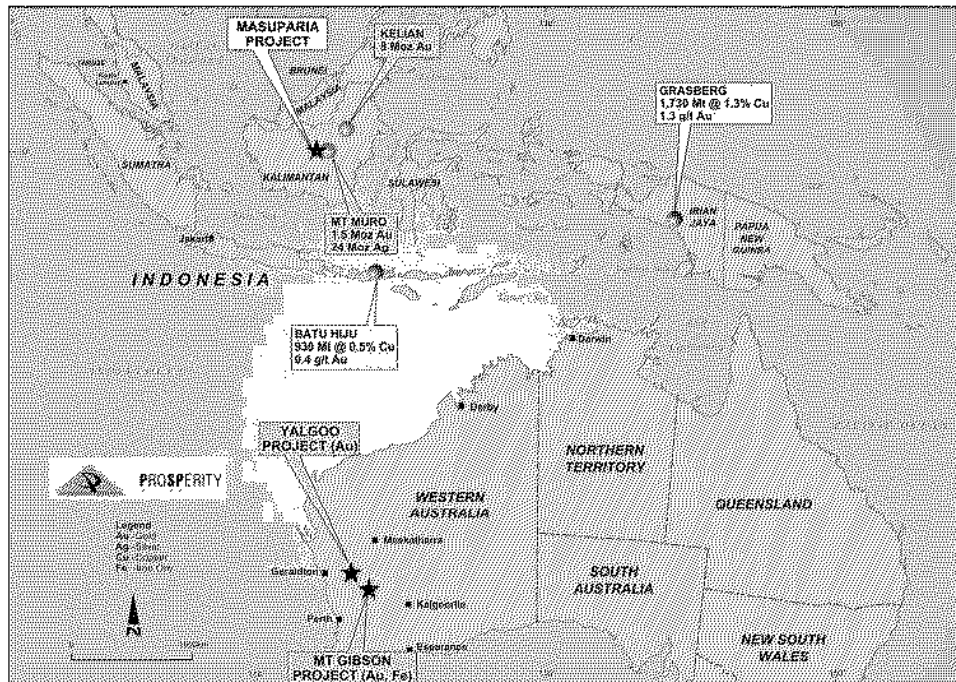 MASUPARIA
PROJECT
KELIAN
8 Moz Au
BRUNEI
MALAYSIA
MALAYSIA
GRASBERG
1,730 Mt @ 1.3% Cu
1.3 g/t Au
SUMATRA
KALIMANTAN
SULAWESI
MT MURO
1.5 Moz Au
24 Moz Ag
IRIAN
JAYA
PAPUA
NEW
GUINEA
Jakarta
INDONESIA
BATU HIJU
930 Mt @ 0.5% Cu
0.4 g/t Au
Darwin
Derby
YALGOO
PROJECT (Au)
NORTHERN
TERRITORY
PROSPERITY
WESTERN
AUSTRALIA
QUEENSLAND
Legend
Au - Gold
Ag - Silver
Cu - Copper
Fe - Iron Ore
Meekatharra
Geraldton
SOUTH
AUSTRALIA
Kalgoorlie
Perth
N
Esperance
NEW SOUTH
WALES
MT GIBSON
PROJECT (Au, Fe)